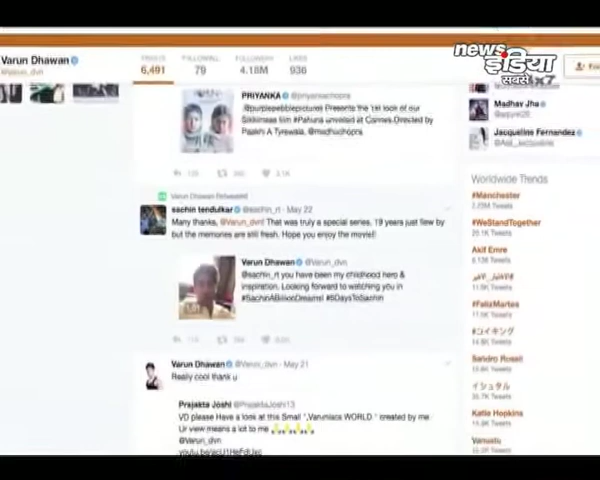 news
इंडिया
सबसे 24x7
Varun Dhawan
@Varun_dvn
TWEETS
6,491
FOLLOWING
79
FOLLOWERS
4.18M
LIKES
936
PRIYANKA @priyankachopra
@purplepebblepictures Presents the 1st look of our
Sikkimese film #Pahuna unveiled at Cannes.Directed by
Paakhi A Tyrewala, @madhuchopra
Varun Dhawan Retweeted
sachin tendulkar @sachin_rt · May 22
Many thanks, @Varun_dvn! That was truly a special series. 19 years just flew by
but the memories are still fresh. Hope you enjoy the movie!!
Varun Dhawan @Varun_dvn
@sachin_rt you have been my childhood hero &
inspiration. Looking forward to watching you in
#SachinABillionDreams! #5DaysToSachin
Varun Dhawan @Varun_dvn · May 21
Really cool thank u
Prajakta Joshi @PrajaktaJoshi13
VD please Have a look at this Small "Varuniacs WORLD" created by me
Ur view means a lot to me
@Varun_dvn
Madhav Jha
Jacqueline Fernandez
@Asli_Jacqueline
Worldwide Trends
#Manchester
#WeStandTogether
Akif Emre
#FelizMartes
#コイキング
Sandro Rosell
イシュタル
Katie Hopkins
Vanuatu